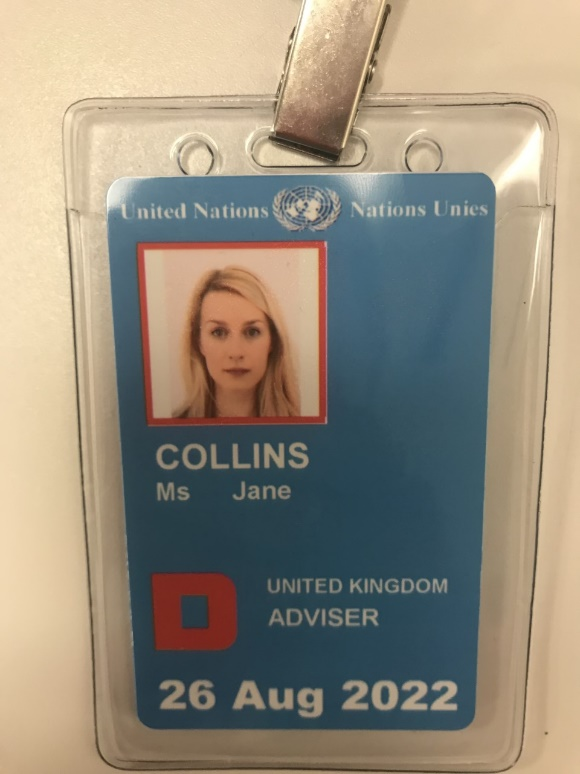 United Nations Nations Unies
COLLINS
Ms Jane
D
UNITED KINGDOM
ADVISER
26 Aug 2022